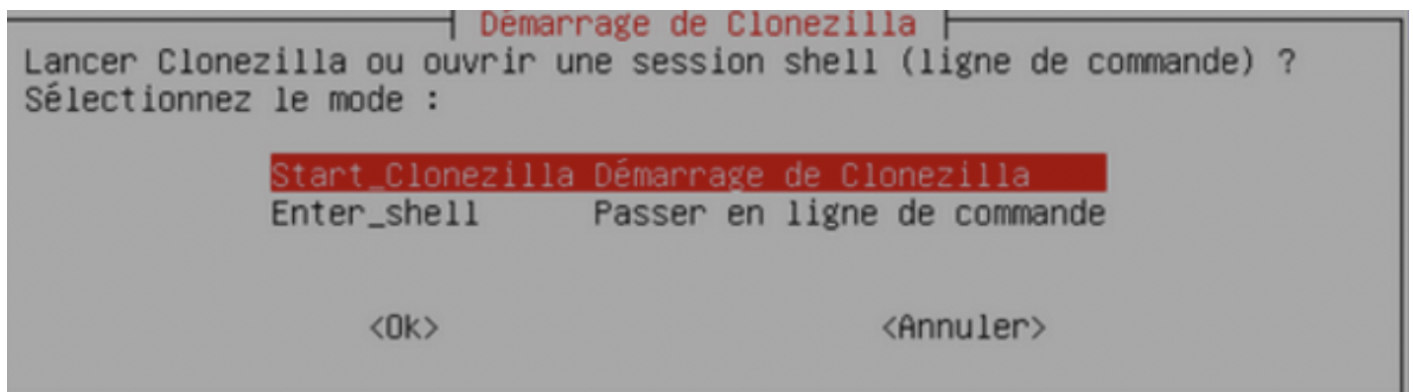 Démarrage de Clonezilla
Lancer Clonezilla ou ouvrir une session shell (ligne de commande) ?
Sélectionnez le mode :
Start_Clonezilla Démarrage de Clonezilla
Enter_shell Passer en ligne de commande
<Ok> <Annuler>